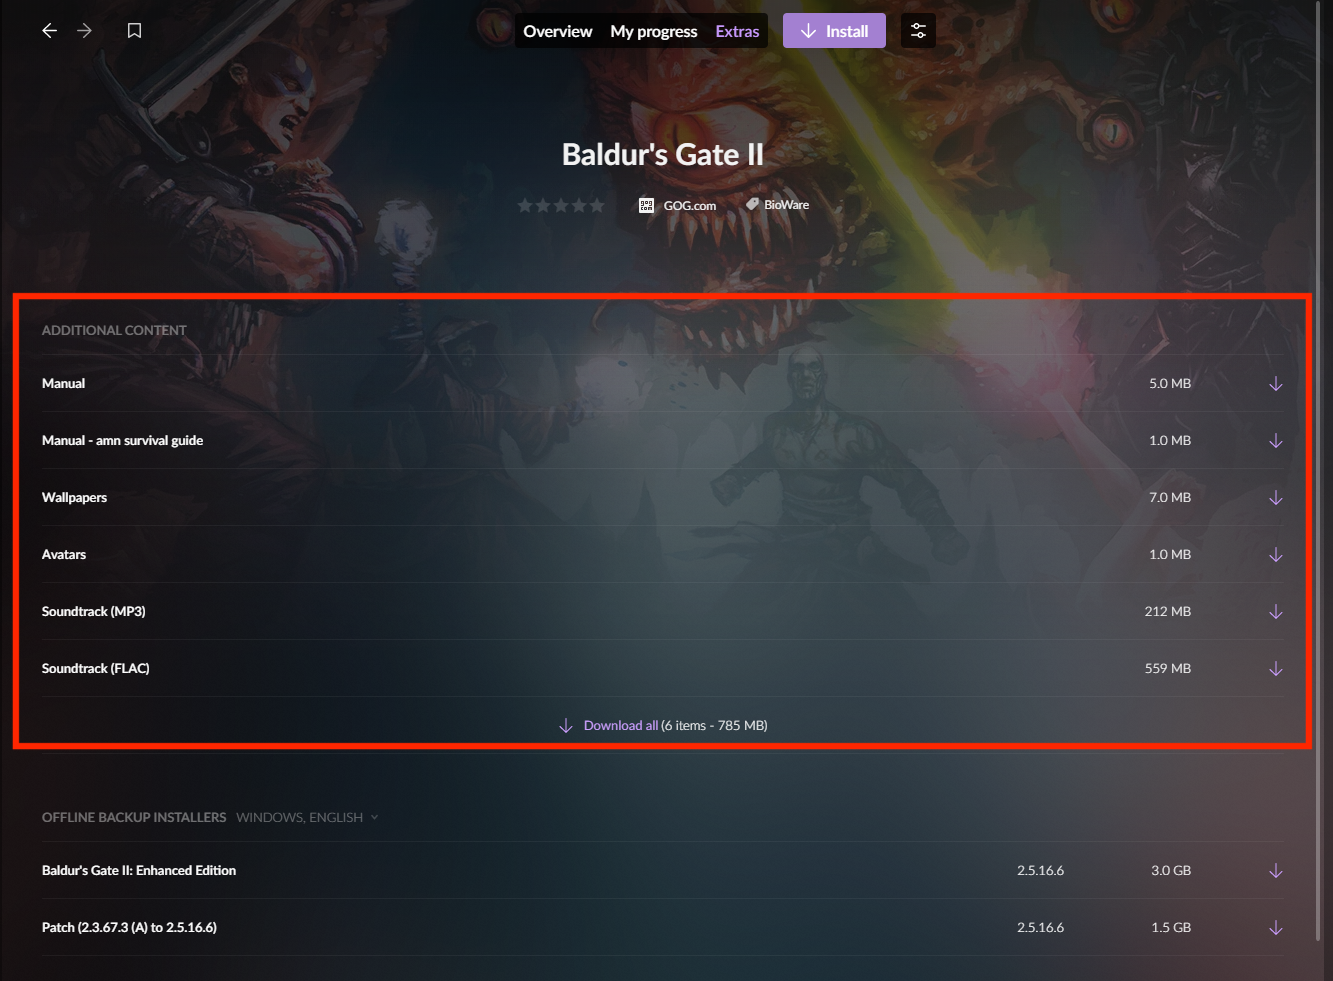 Overview My progress Extras Install
Baldur's Gate II
GOG.com BioWare
ADDITIONAL CONTENT
Manual 5.0 MB
Manual - amn survival guide 1.0 MB
Wallpapers 7.0 MB
Avatars 1.0 MB
Soundtrack (MP3) 212 MB
Soundtrack (FLAC) 559 MB
Download all (6 items - 785 MB)
OFFLINE BACKUP INSTALLERS WINDOWS, ENGLISH
Baldur's Gate II: Enhanced Edition 2.5.16.6 3.0 GB
Patch (2.3.67.3 (A) to 2.5.16.6) 2.5.16.6 1.5 GB